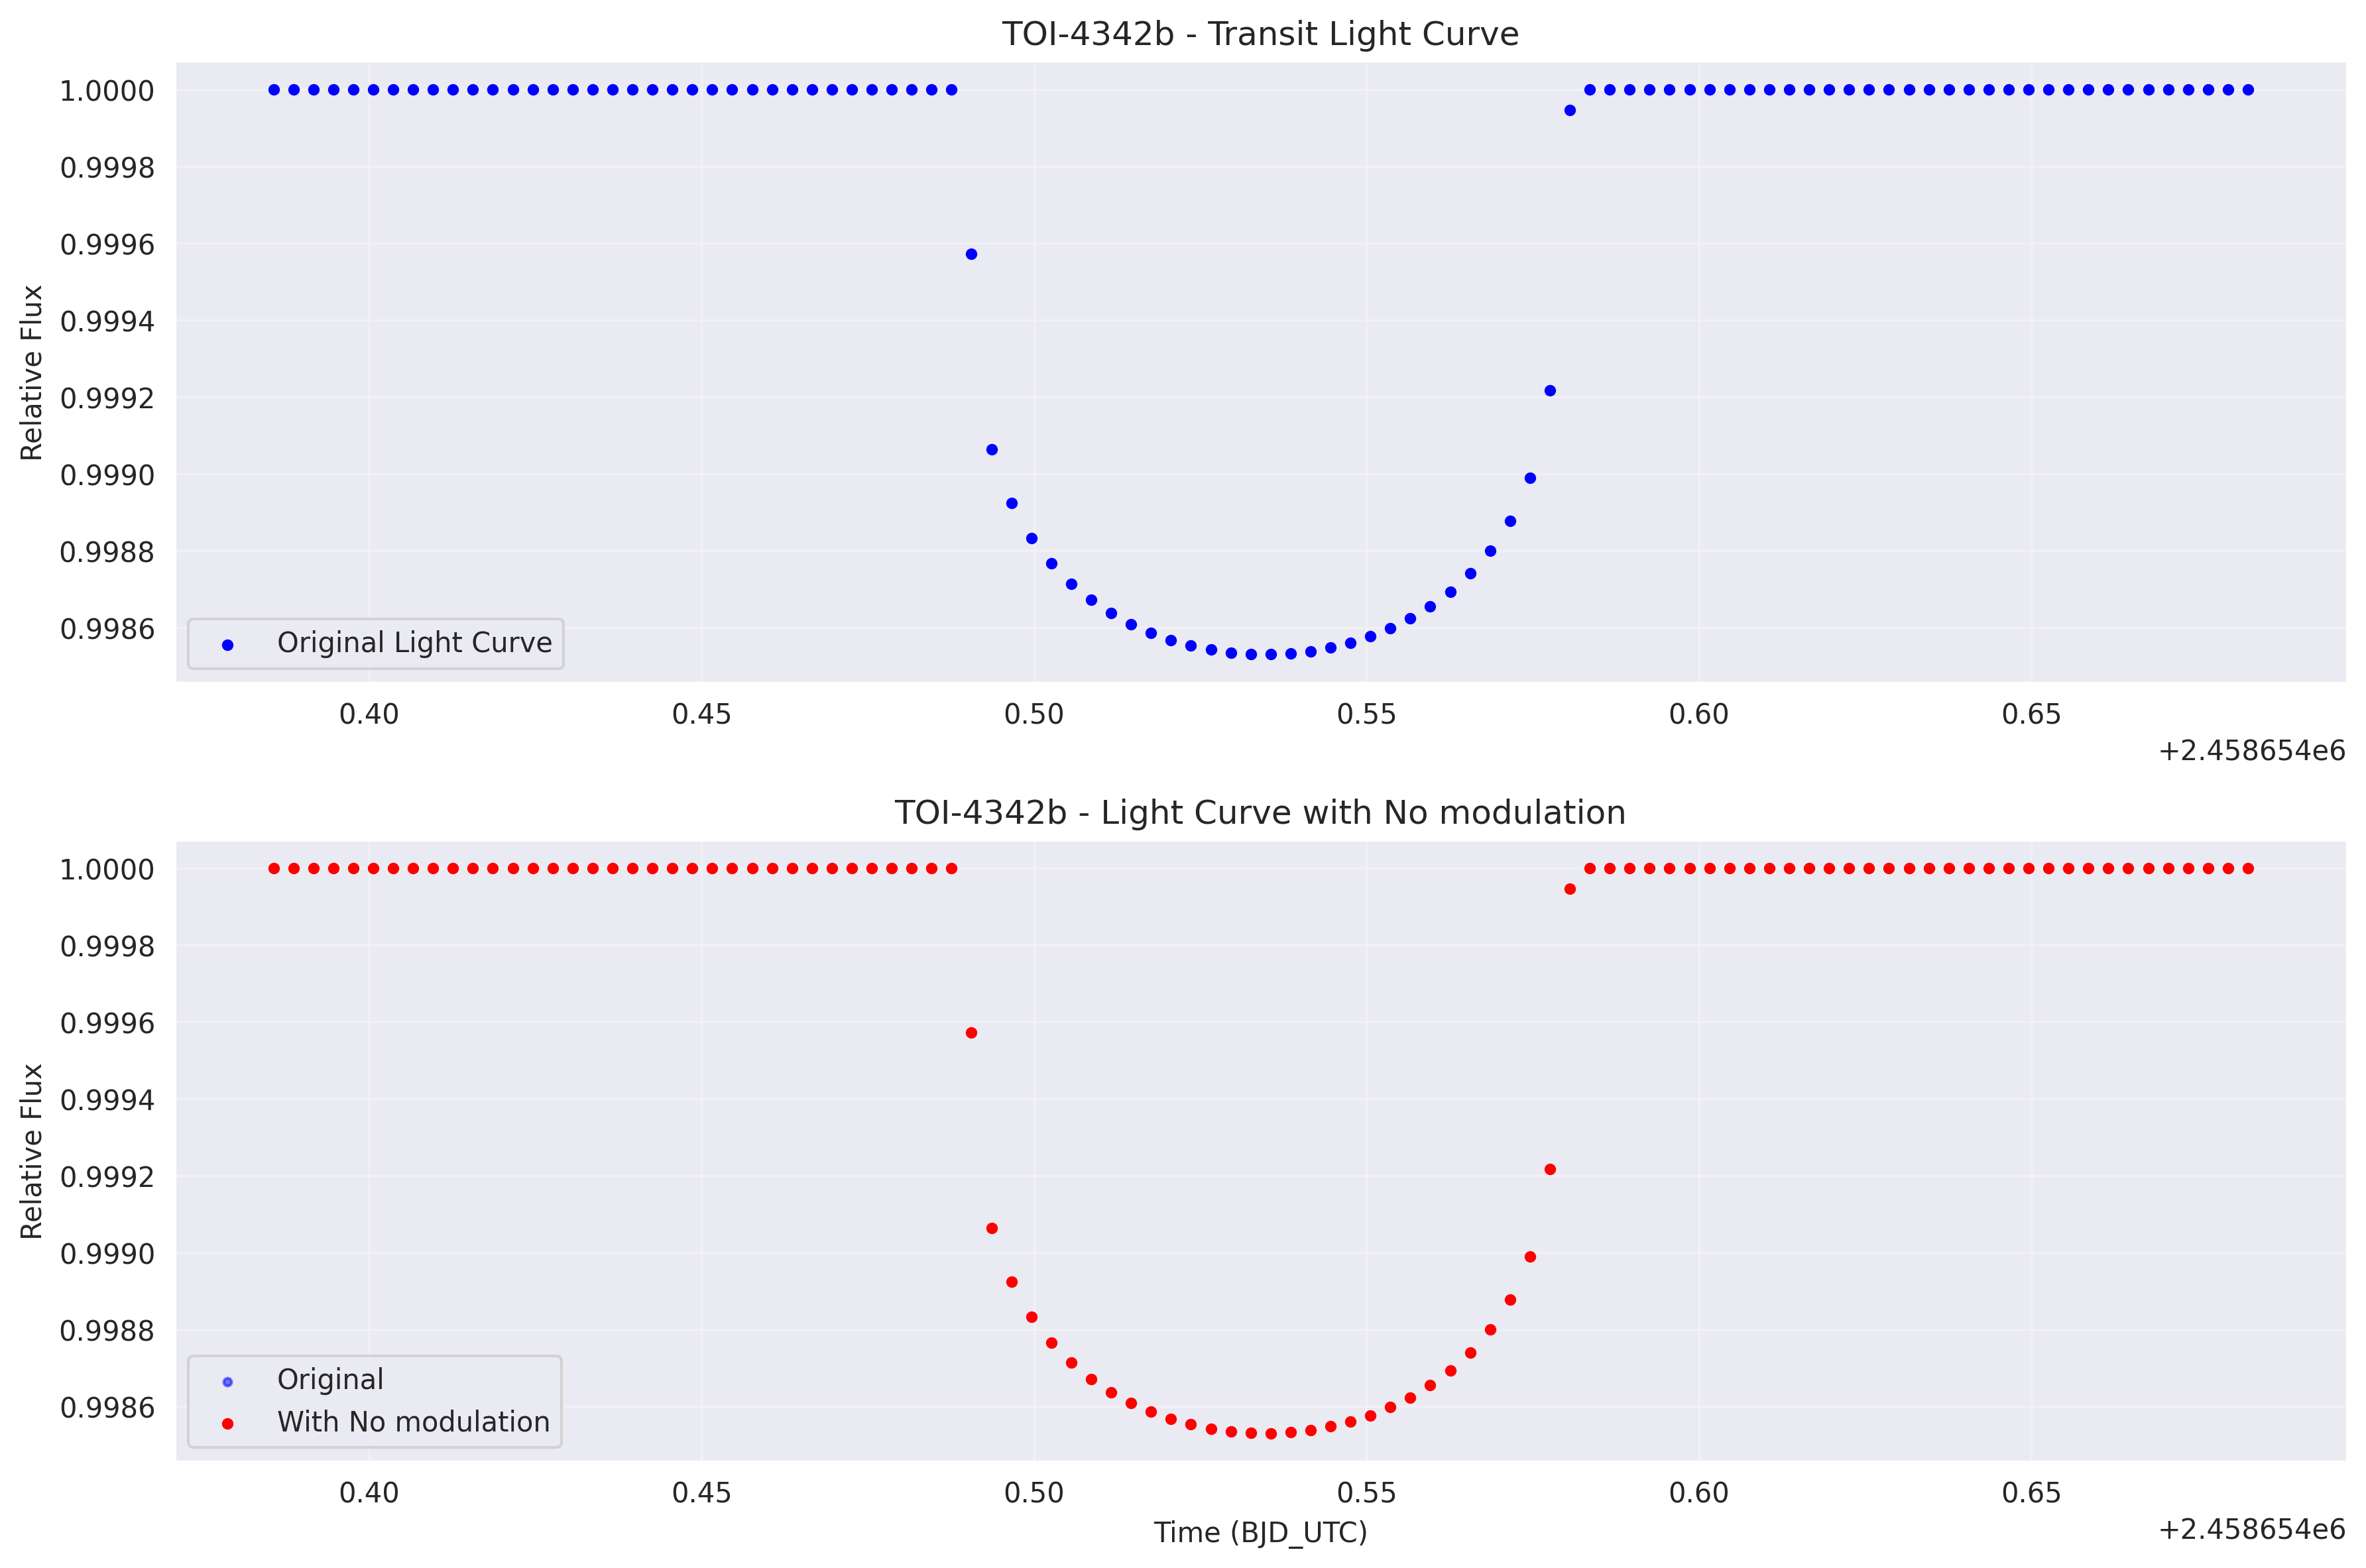 TOI-4342b - Transit Light Curve
Relative Flux
1.0000
0.9998
0.9996
0.9994
0.9992
0.9990
0.9988
0.9986
Original Light Curve
0.40 0.45 0.50 0.55 0.60 0.65
+2.458654e6
TOI-4342b - Light Curve with No modulation
Relative Flux
1.0000
0.9998
0.9996
0.9994
0.9992
0.9990
0.9988
0.9986
Original
With No modulation
0.40 0.45 0.50 0.55 0.60 0.65
Time (BJD_UTC)
+2.458654e6